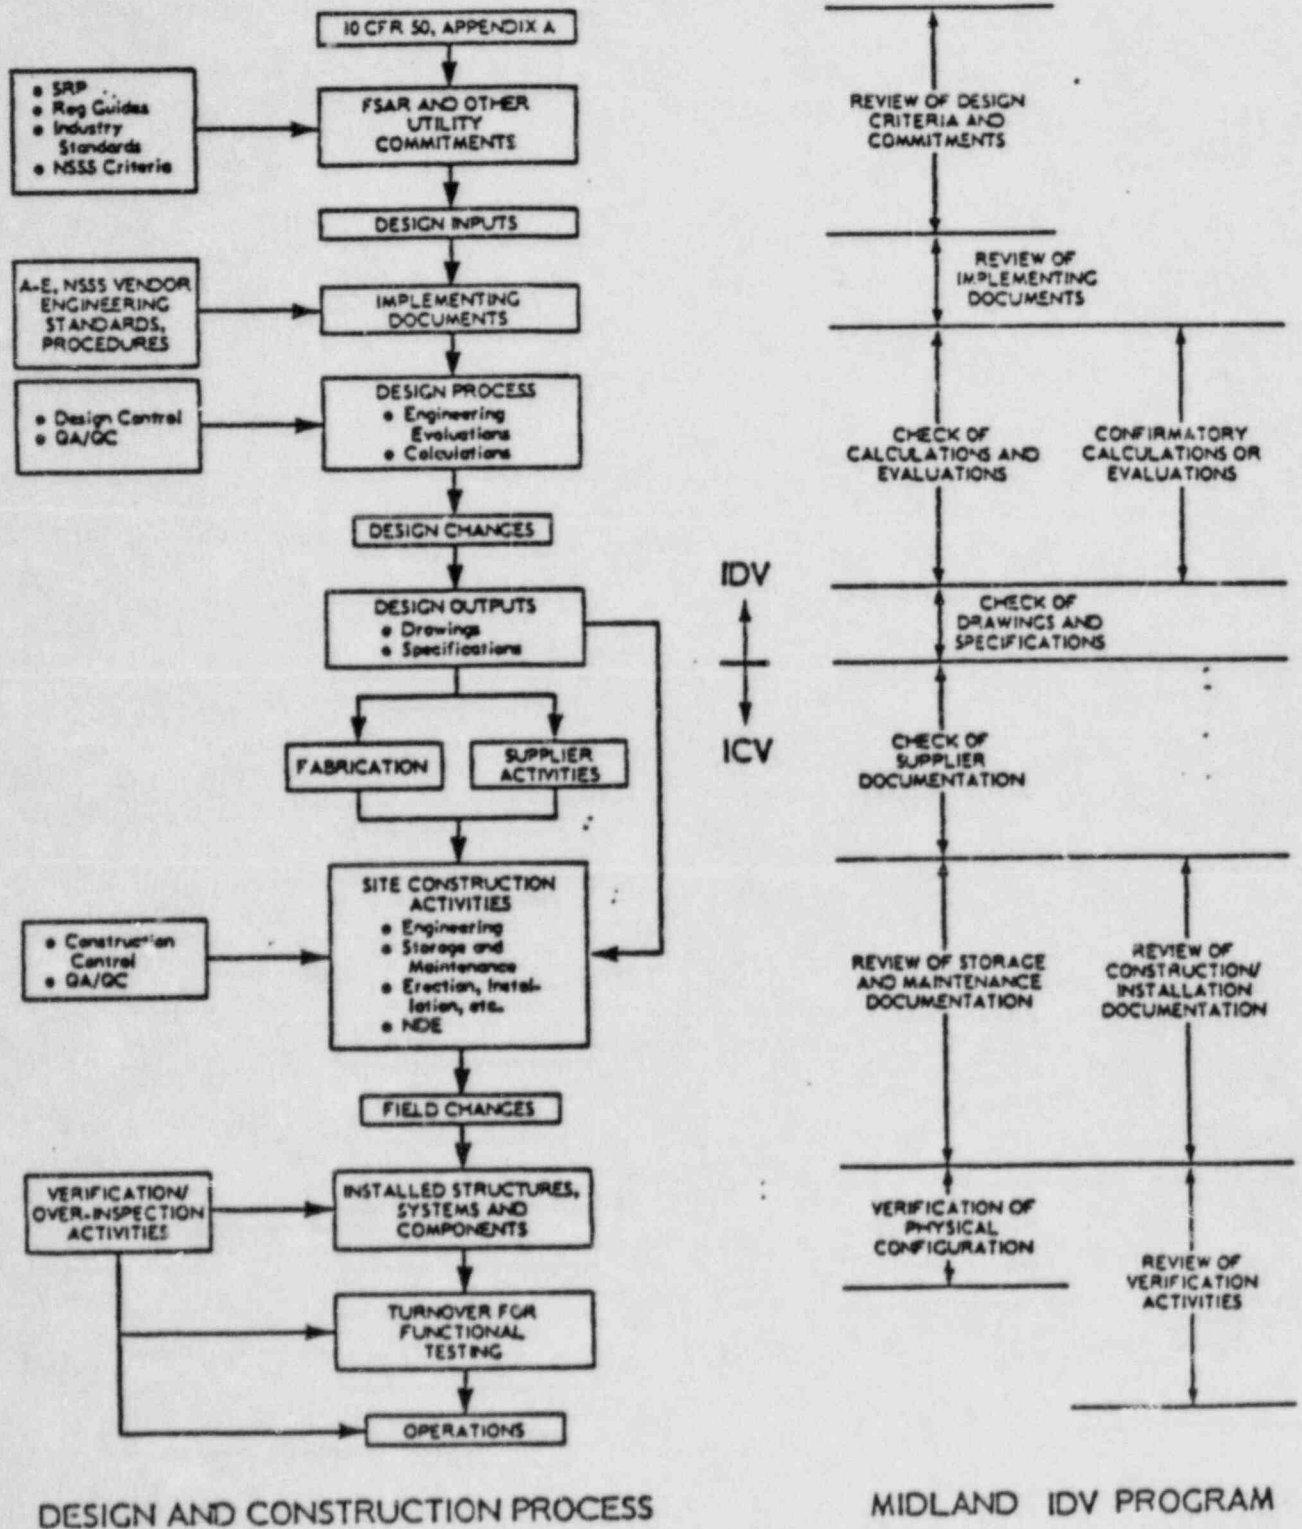 10 CFR 50, APPENDIX A
• SRP
• Reg Guides
• Industry
Standards
• NSSS Criteria
FSAR AND OTHER
UTILITY
COMMITMENTS
DESIGN INPUTS
A-E, NSSS VENDOR
ENGINEERING
STANDARDS,
PROCEDURES
IMPLEMENTING
DOCUMENTS
• Design Control
• QA/QC
DESIGN PROCESS
• Engineering
Evaluations
• Calculations
DESIGN CHANGES
DESIGN OUTPUTS
• Drawings
• Specifications
FABRICATION
SUPPLIER
ACTIVITIES
• Construction
Control
• QA/QC
SITE CONSTRUCTION
ACTIVITIES
• Engineering
• Storage and
Maintenance
• Erection, Instal-
lation, etc.
• NDE
FIELD CHANGES
VERIFICATION/
OVER-INSPECTION
ACTIVITIES
INSTALLED STRUCTURES,
SYSTEMS AND
COMPONENTS
TURNOVER FOR
FUNCTIONAL
TESTING
OPERATIONS
DESIGN AND CONSTRUCTION PROCESS
IDV
ICV
REVIEW OF DESIGN
CRITERIA AND
COMMITMENTS
REVIEW OF
IMPLEMENTING
DOCUMENTS
CHECK OF
CALCULATIONS AND
EVALUATIONS
CONFIRMATORY
CALCULATIONS OR
EVALUATIONS
CHECK OF
DRAWINGS AND
SPECIFICATIONS
CHECK OF
SUPPLIER
DOCUMENTATION
REVIEW OF STORAGE
AND MAINTENANCE
DOCUMENTATION
REVIEW OF
CONSTRUCTION/
INSTALLATION
DOCUMENTATION
VERIFICATION OF
PHYSICAL
CONFIGURATION
REVIEW OF
VERIFICATION
ACTIVITIES
MIDLAND IDV PROGRAM